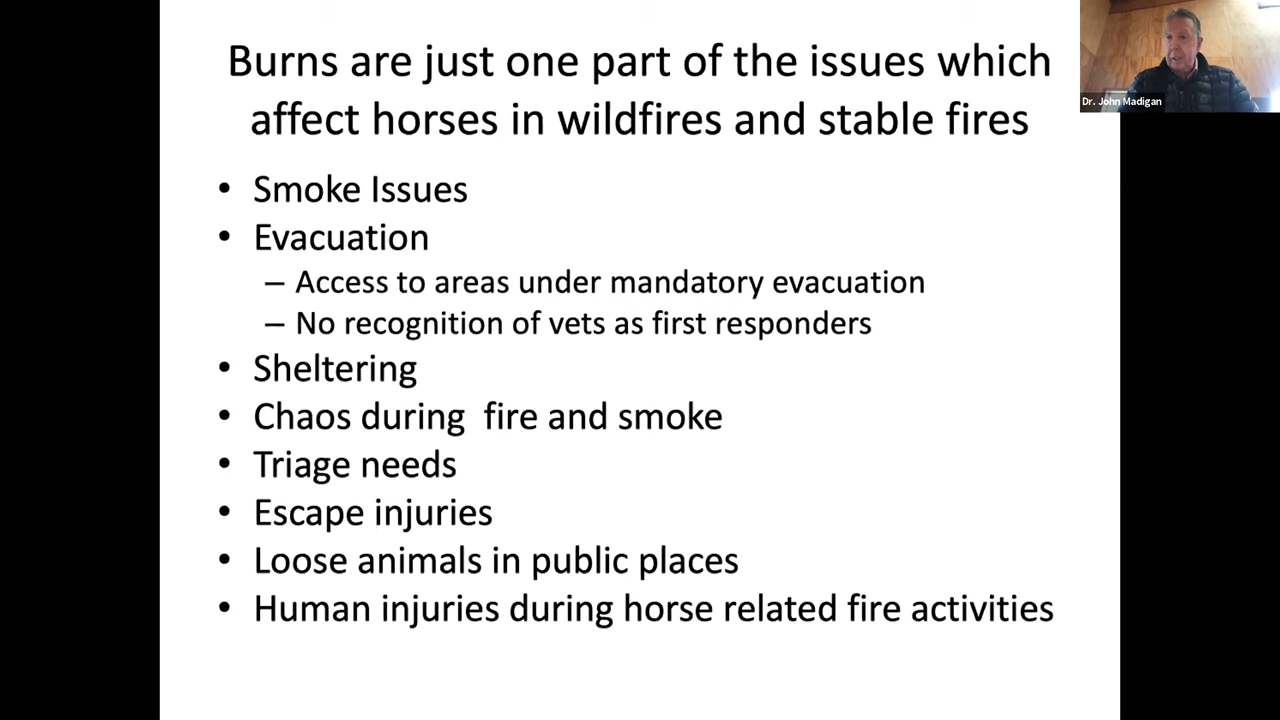 Burns are just one part of the issues which
affect horses in wildfires and stable fires
• Smoke Issues
• Evacuation
– Access to areas under mandatory evacuation
– No recognition of vets as first responders
• Sheltering
• Chaos during  fire and smoke
• Triage needs
• Escape injuries
• Loose animals in public places
• Human injuries during horse related fire activities
Dr. John Madigan